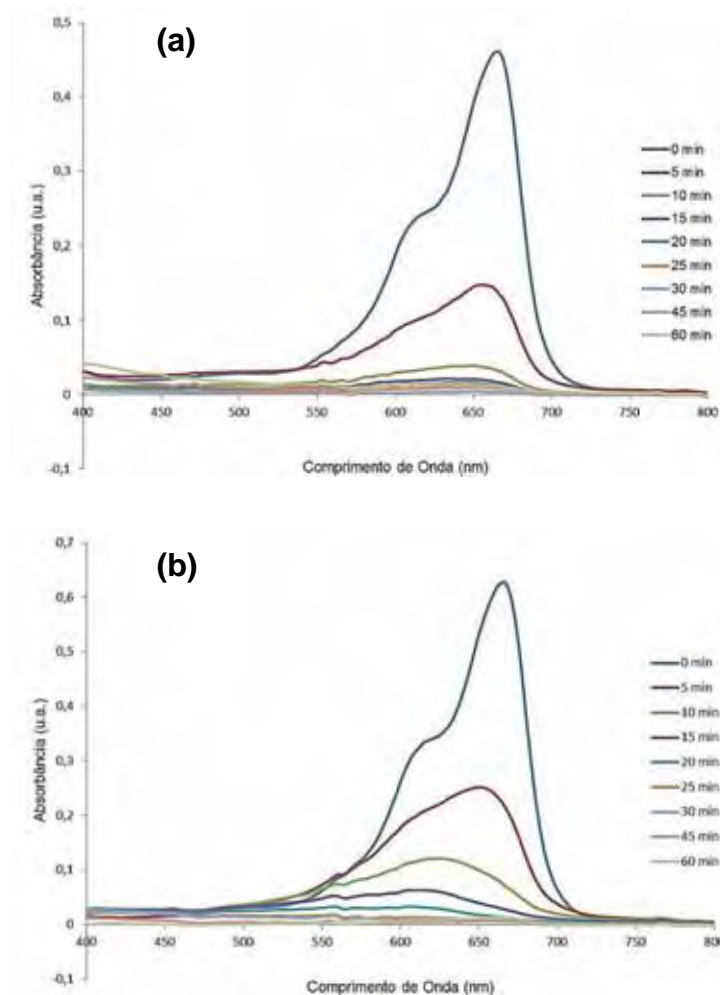 (a)
0,5
0,4
0,3
0,2
0,1
0
-0,1
Absorbância (u.a.)
400 450 500 550 600 650 700 750 800
Comprimento de Onda (nm)
0 min
5 min
10 min
15 min
20 min
25 min
30 min
45 min
60 min
(b)
0,7
0,6
0,5
0,4
0,3
0,2
0,1
0
-0,1
Absorbância (u.a.)
400 450 500 550 600 650 700 750 800
Comprimento de Onda (nm)
0 min
5 min
10 min
15 min
20 min
25 min
30 min
45 min
60 min